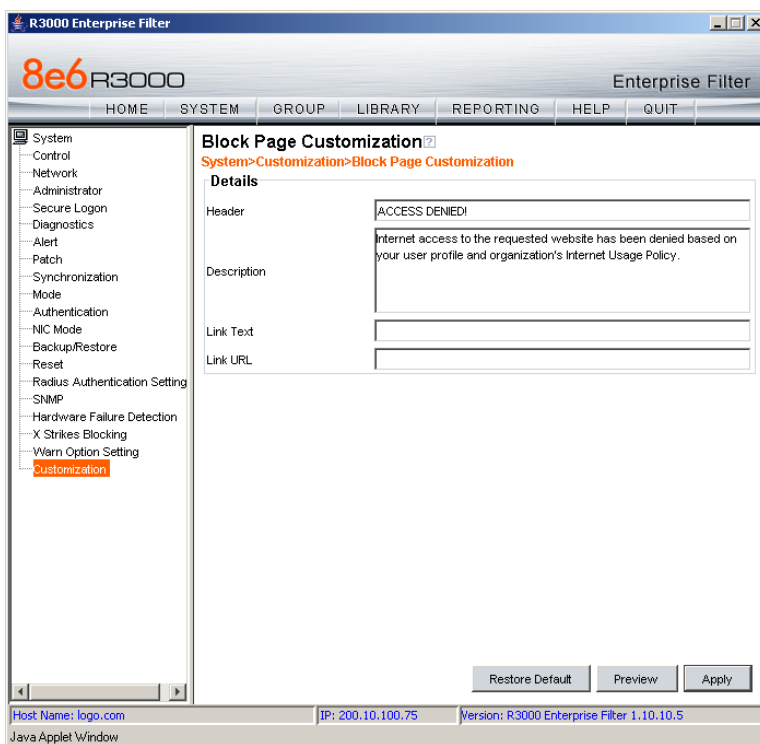 R3000 Enterprise Filter
8e6 R3000
Enterprise Filter
HOME SYSTEM GROUP LIBRARY REPORTING HELP QUIT
System
Control
Network
Administrator
Secure Logon
Diagnostics
Alert
Patch
Synchronization
Mode
Authentication
NIC Mode
Backup/Restore
Reset
Radius Authentication Setting
SNMP
Hardware Failure Detection
X Strikes Blocking
Warn Option Setting
Customization
Block Page Customization ?
System>Customization>Block Page Customization
Details
Header
ACCESS DENIED!
Description
Internet access to the requested website has been denied based on
your user profile and organization's Internet Usage Policy.
Link Text
Link URL
Restore Default
Preview
Apply
Host Name: logo.com
IP: 200.10.100.75
Version: R3000 Enterprise Filter 1.10.10.5
Java Applet Window